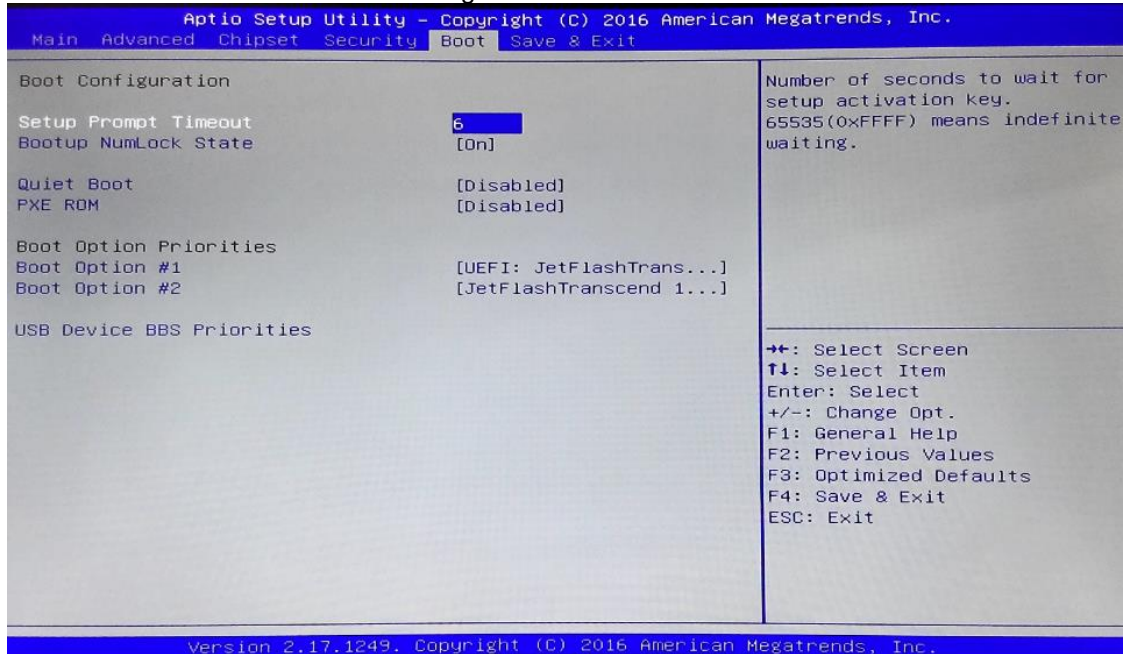 Aptio Setup Utility – Copyright (C) 2016 American Megatrends, Inc.
Main Advanced Chipset Security Boot Save & Exit
Boot Configuration
Setup Prompt Timeout 6
Bootup NumLock State [On]
Quiet Boot [Disabled]
PXE ROM [Disabled]
Boot Option Priorities
Boot Option #1 [UEFI: JetFlashTrans...]
Boot Option #2 [JetFlashTranscend 1...]
USB Device BBS Priorities
Number of seconds to wait for
setup activation key.
65535(0xFFFF) means indefinite
waiting.
→←: Select Screen
↑↓: Select Item
Enter: Select
+/-: Change Opt.
F1: General Help
F2: Previous Values
F3: Optimized Defaults
F4: Save & Exit
ESC: Exit
Version 2.17.1249. Copyright (C) 2016 American Megatrends, Inc.